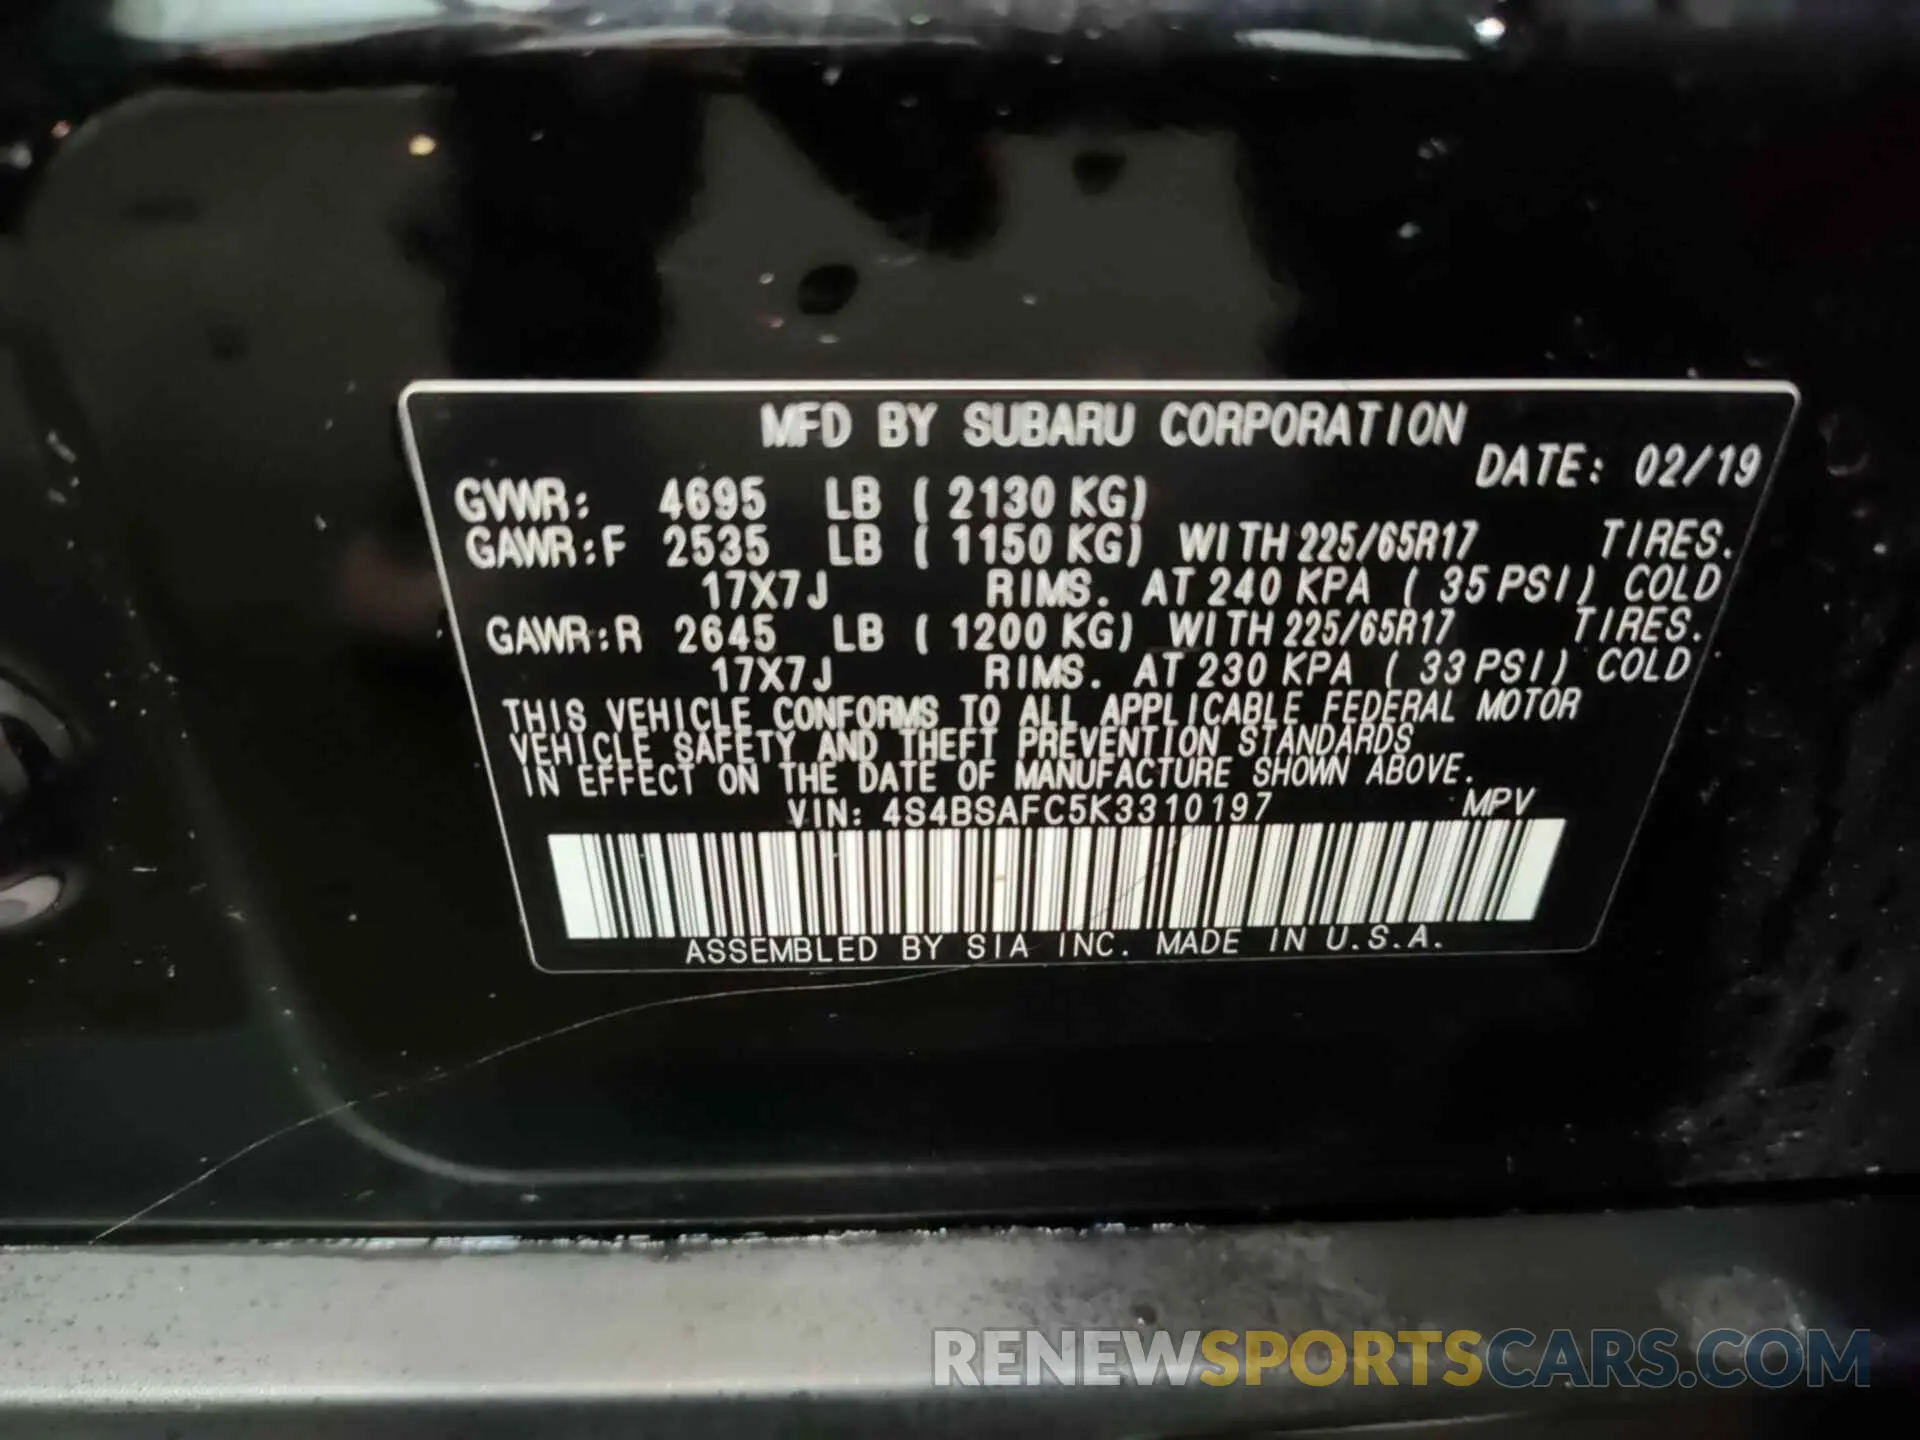 MFD BY SUBARU CORPORATION
DATE: 02/19
GVWR: 4695 LB ( 2130 KG)
GAWR:F 2535 LB ( 1150 KG) WITH 225/65R17 TIRES.
17X7J RIMS. AT 240 KPA ( 35 PSI) COLD
GAWR:R 2645 LB ( 1200 KG) WITH 225/65R17 TIRES.
17X7J RIMS. AT 230 KPA ( 33 PSI) COLD
THIS VEHICLE CONFORMS TO ALL APPLICABLE FEDERAL MOTOR
VEHICLE SAFETY AND THEFT PREVENTION STANDARDS
IN EFFECT ON THE DATE OF MANUFACTURE SHOWN ABOVE.
VIN: 4S4BSAFC5K3310197 MPV
ASSEMBLED BY SIA INC. MADE IN U.S.A.
RENEWSPORTSCARS.COM